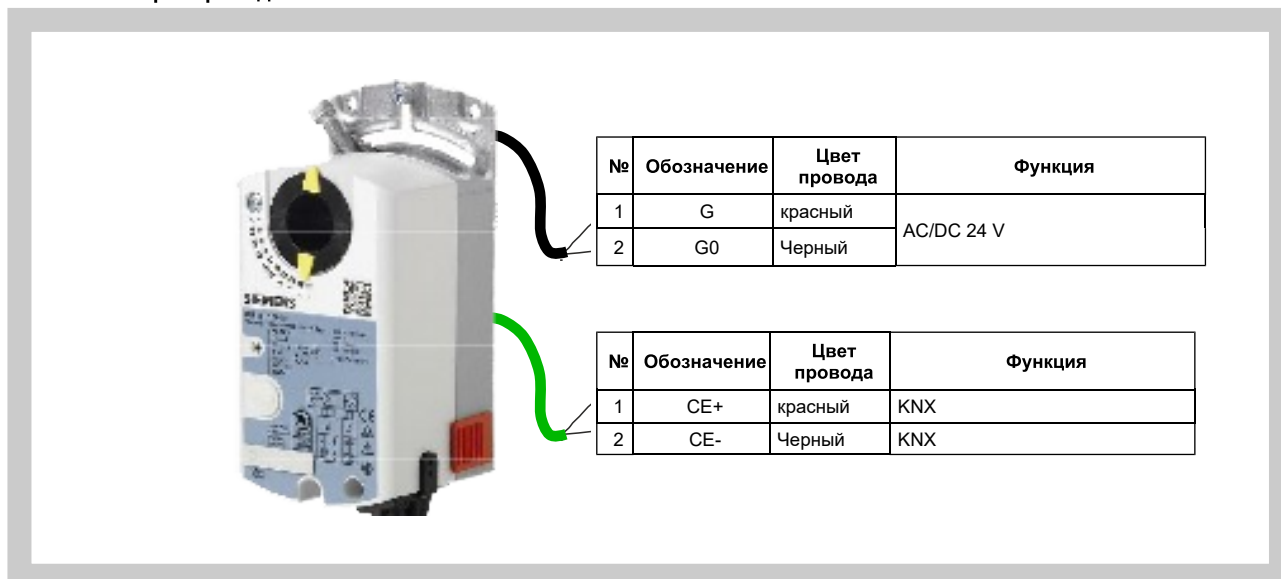 № Обозначение Цвет провода Функция
1 G красный AC/DC 24 V
2 G0 Черный
№ Обозначение Цвет провода Функция
1 CE+ красный KNX
2 CE- Черный KNX
SIEMENS